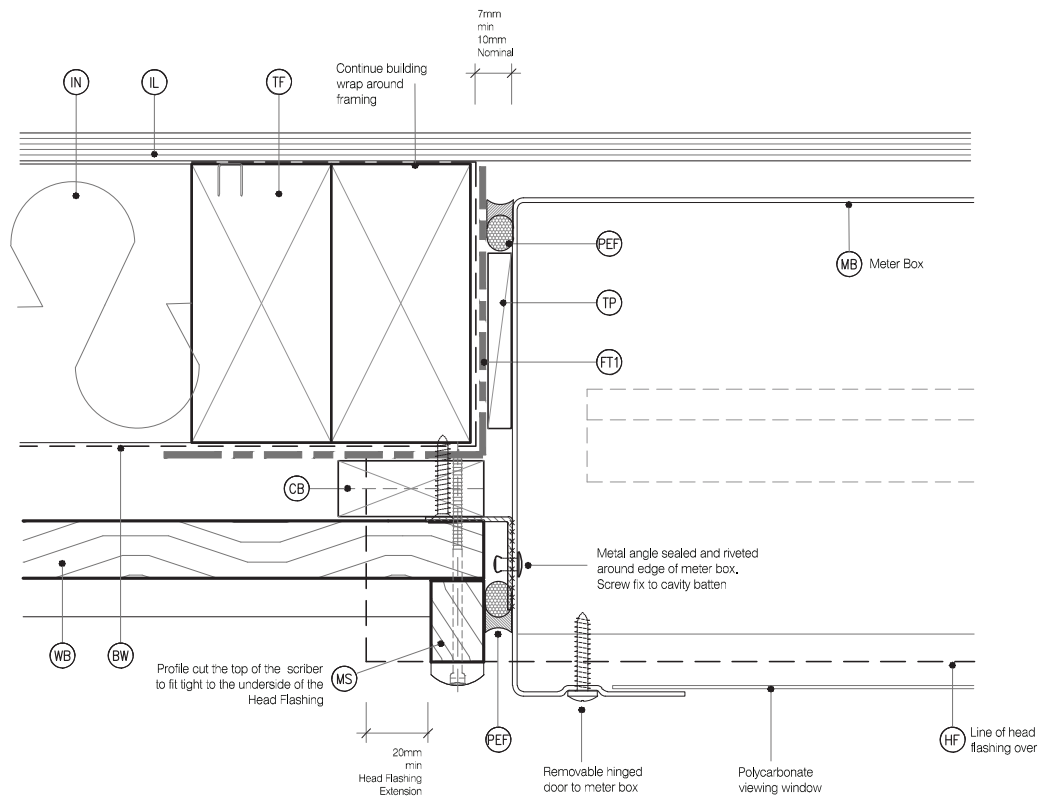 7mm
min
10mm
Nominal
IN
IL
TF
Continue building
wrap around
framing
PEF
MB
Meter Box
TP
FT1
CB
Metal angle sealed and riveted
around edge of meter box.
Screw fix to cavity batten
WB
BW
Profile cut the top of the scriber
to fit tight to the underside of the
Head Flashing
MS
PEF
HF
Line of head
flashing over
20mm
min
Head Flashing
Extension
Removable hinged
door to meter box
Polycarbonate
viewing window